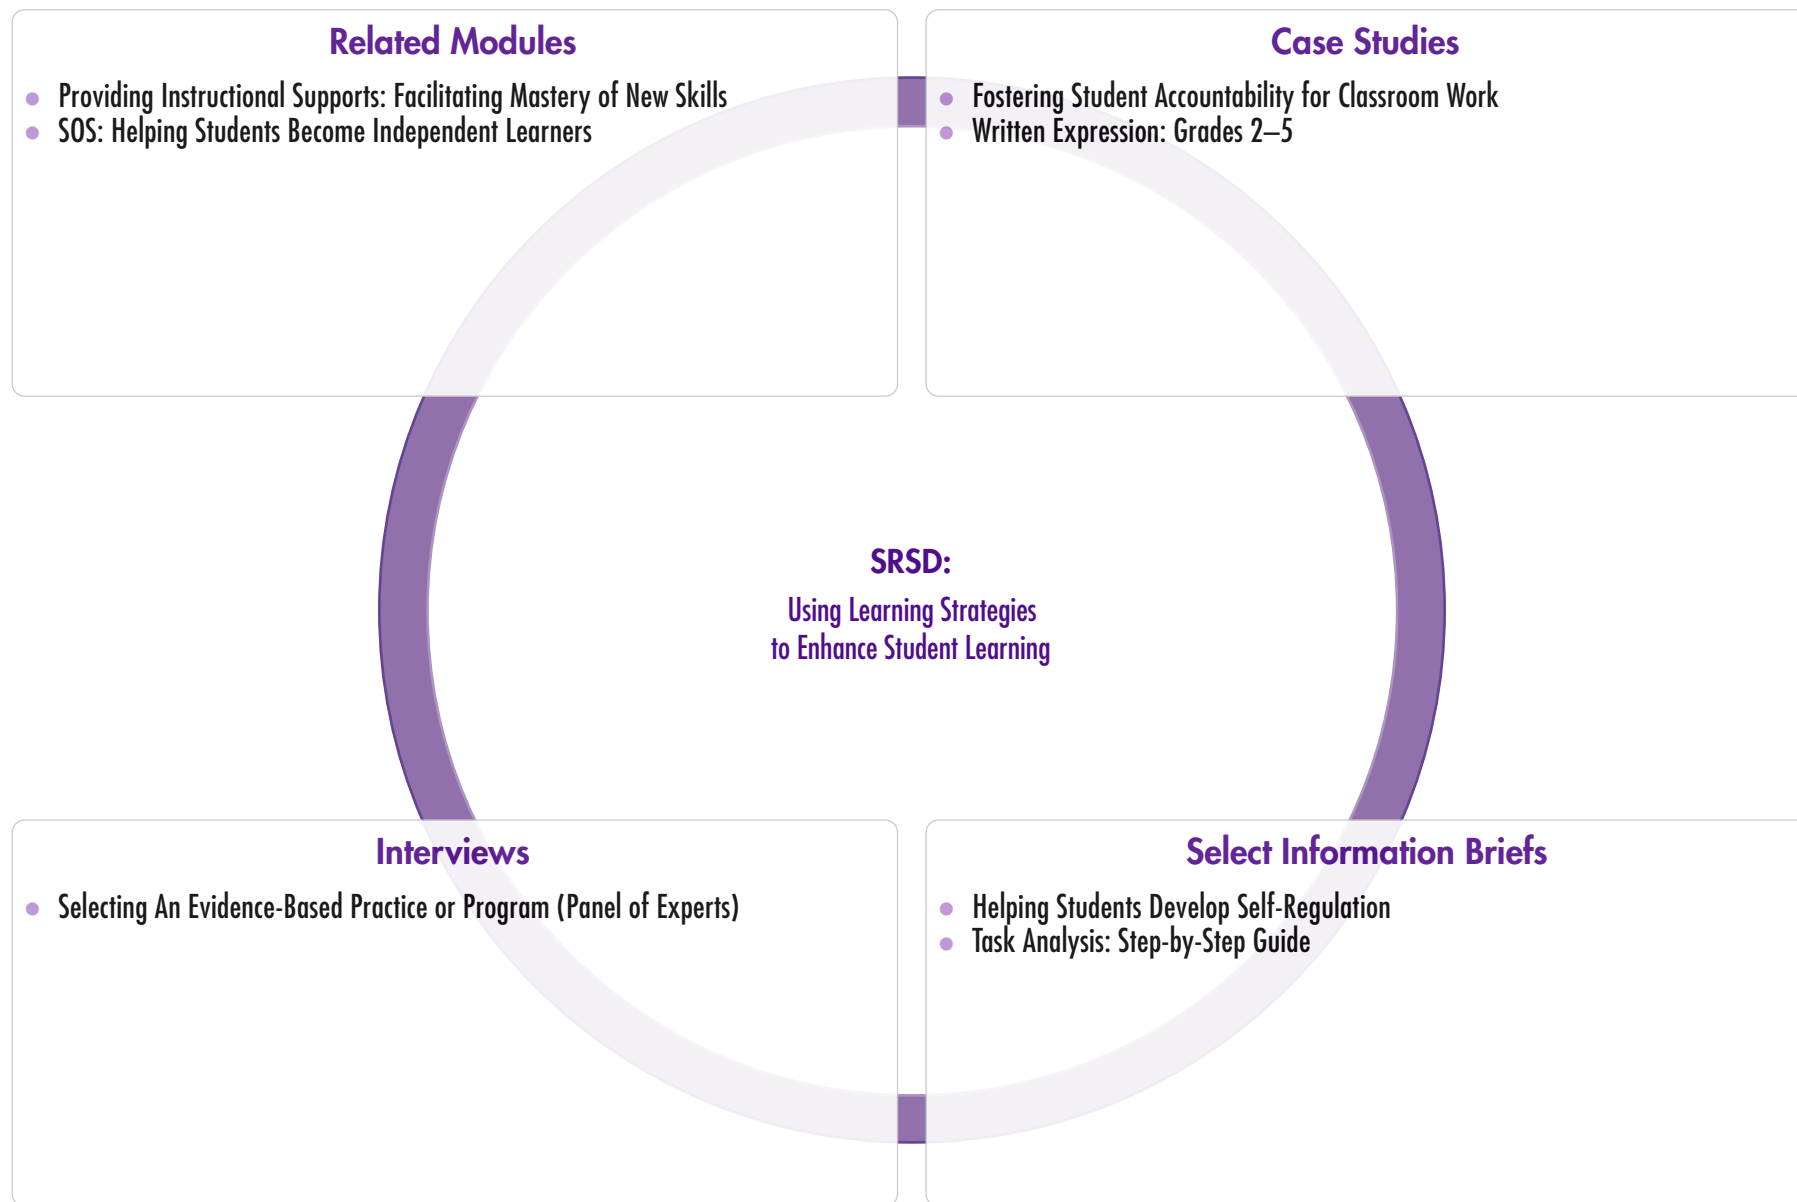 Related Modules
Providing Instructional Supports: Facilitating Mastery of New Skills
SOS: Helping Students Become Independent Learners
Case Studies
Fostering Student Accountability for Classroom Work
Written Expression: Grades 2–5
SRSD:
Using Learning Strategies
to Enhance Student Learning
Interviews
Selecting An Evidence-Based Practice or Program (Panel of Experts)
Select Information Briefs
Helping Students Develop Self-Regulation
Task Analysis: Step-by-Step Guide